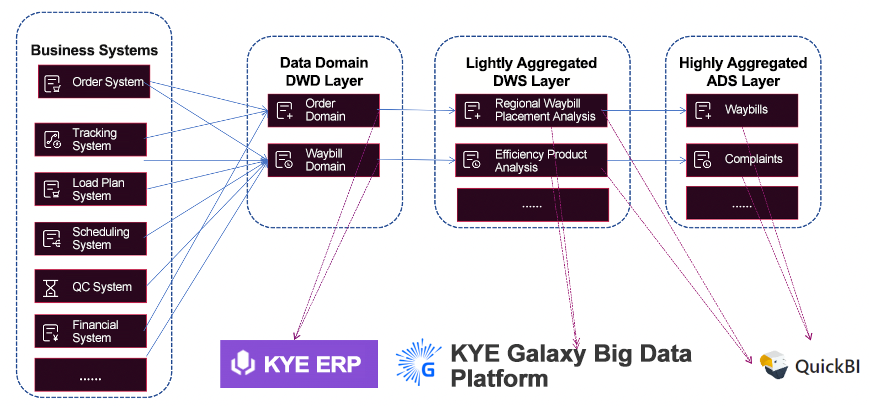 Business Systems
Order System
Tracking
System
Load Plan
System
Scheduling
System
QC System
Financial
System
......
Data Domain
DWD Layer
Order
Domain
Waybill
Domain
Lightly Aggregated
DWS Layer
Regional Waybill
Placement Analysis
Efficiency Product
Analysis
......
Highly Aggregated
ADS Layer
Waybills
Complaints
......
KYE ERP
G
KYE Galaxy Big Data
Platform
QuickBI